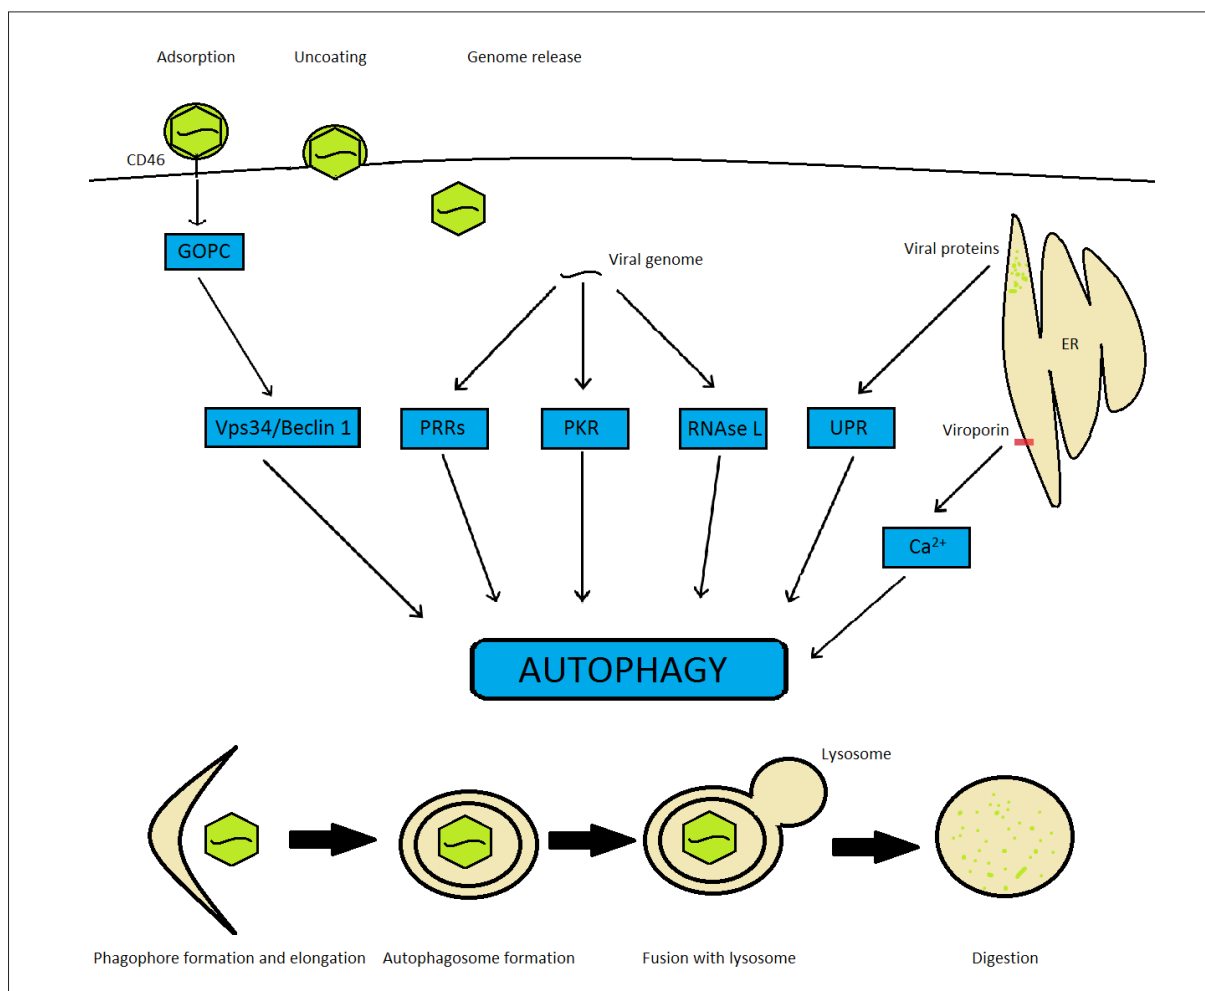 Adsorption
Uncoating
Genome release
CD46
GOPC
Viral genome
Viral proteins
ER
Vps34/Beclin 1
PRRs
PKR
RNAse L
UPR
Viroporin
Ca²⁺
AUTOPHAGY
Lysosome
Phagophore formation and elongation
Autophagosome formation
Fusion with lysosome
Digestion